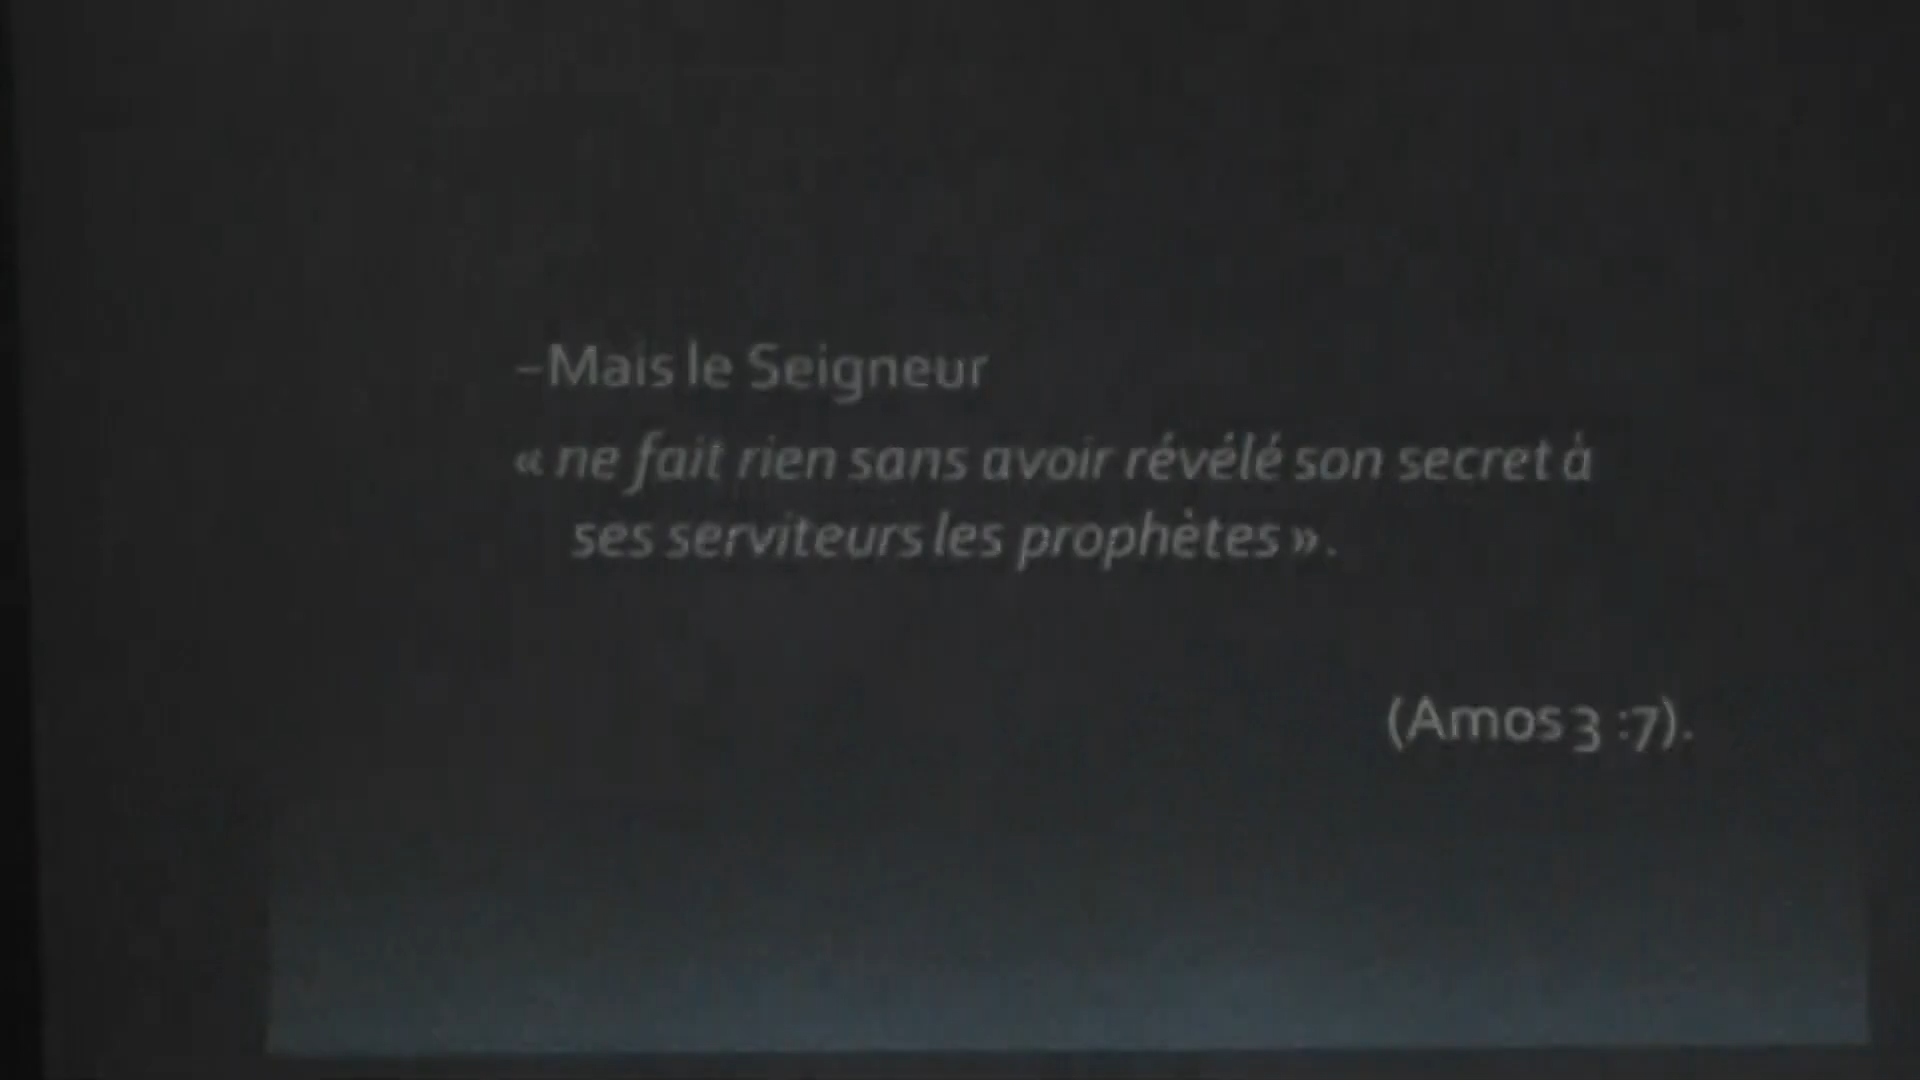 –Mais le Seigneur
« ne fait rien sans avoir révélé son secret à
ses serviteurs les prophètes ».
(Amos 3 :7).